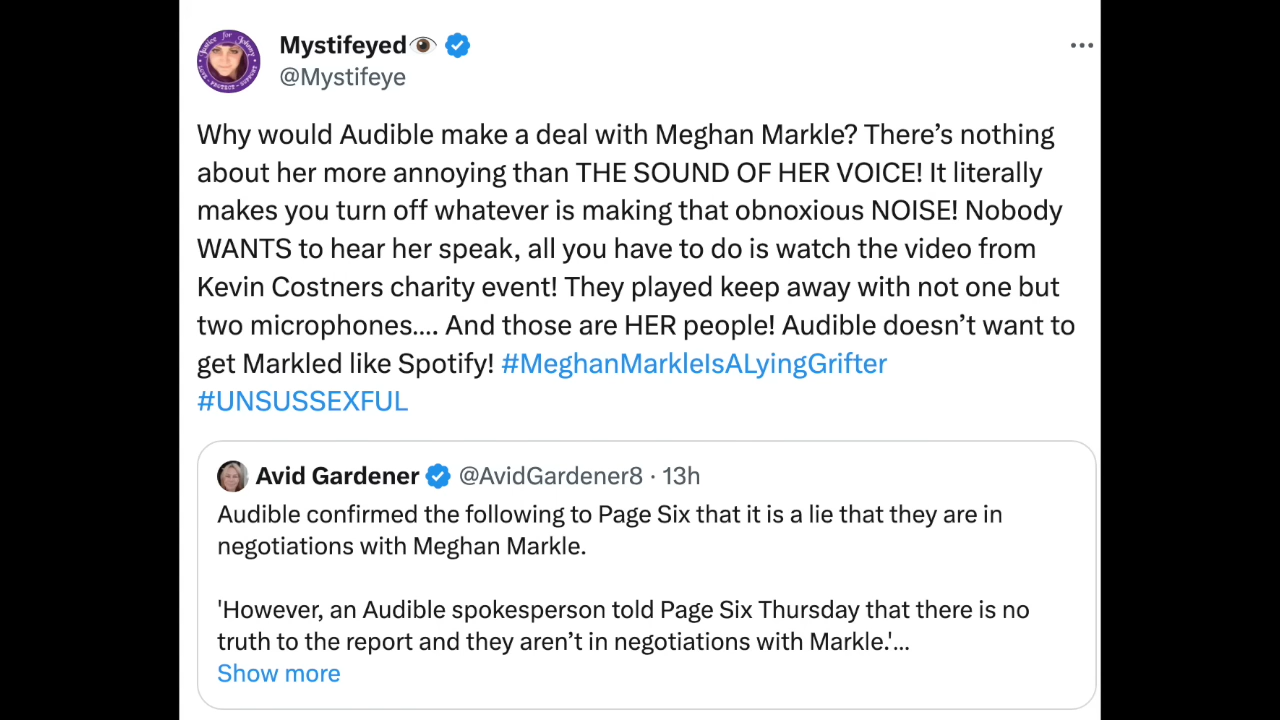 Mystifeyed
@Mystifeye
Why would Audible make a deal with Meghan Markle? There’s nothing
about her more annoying than THE SOUND OF HER VOICE! It literally
makes you turn off whatever is making that obnoxious NOISE! Nobody
WANTS to hear her speak, all you have to do is watch the video from
Kevin Costners charity event! They played keep away with not one but
two microphones.... And those are HER people! Audible doesn’t want to
get Markled like Spotify! #MeghanMarkleIsALyingGrifter
#UNSUSSEXFUL
Avid Gardener @AvidGardener8 · 13h
Audible confirmed the following to Page Six that it is a lie that they are in
negotiations with Meghan Markle.
'However, an Audible spokesperson told Page Six Thursday that there is no
truth to the report and they aren’t in negotiations with Markle.'...
Show more